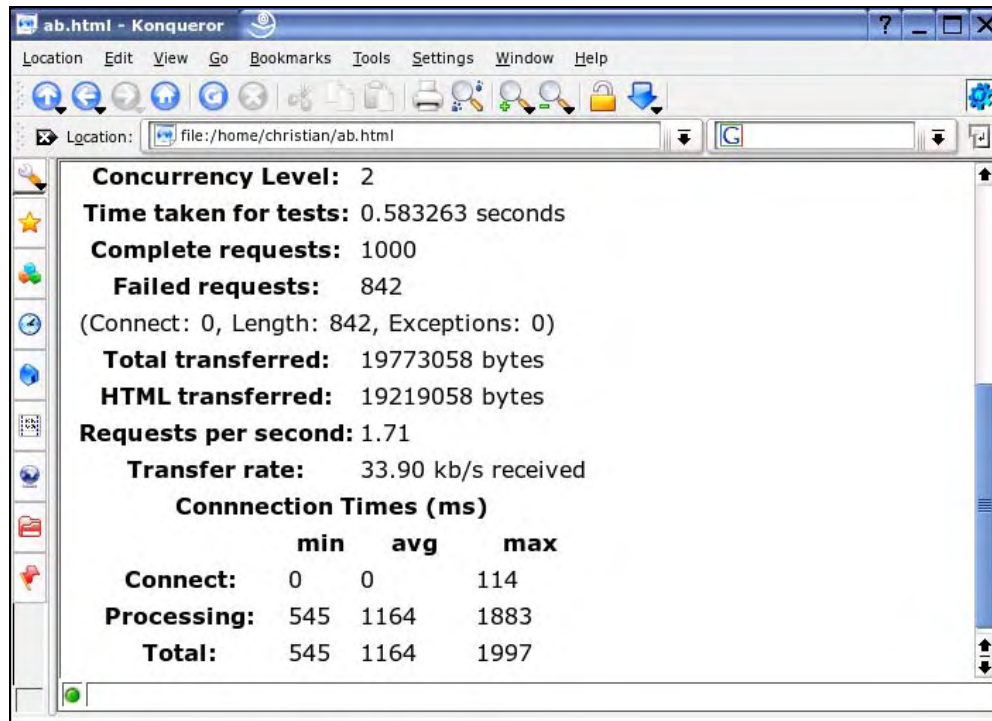 ab.html - Konqueror
Location Edit View Go Bookmarks Tools Settings Window Help
Location: file:/home/christian/ab.html
Concurrency Level: 2
Time taken for tests: 0.583263 seconds
Complete requests: 1000
Failed requests: 842
(Connect: 0, Length: 842, Exceptions: 0)
Total transferred: 19773058 bytes
HTML transferred: 19219058 bytes
Requests per second: 1.71
Transfer rate: 33.90 kb/s received
Connnection Times (ms)
min avg max
Connect: 0 0 114
Processing: 545 1164 1883
Total: 545 1164 1997